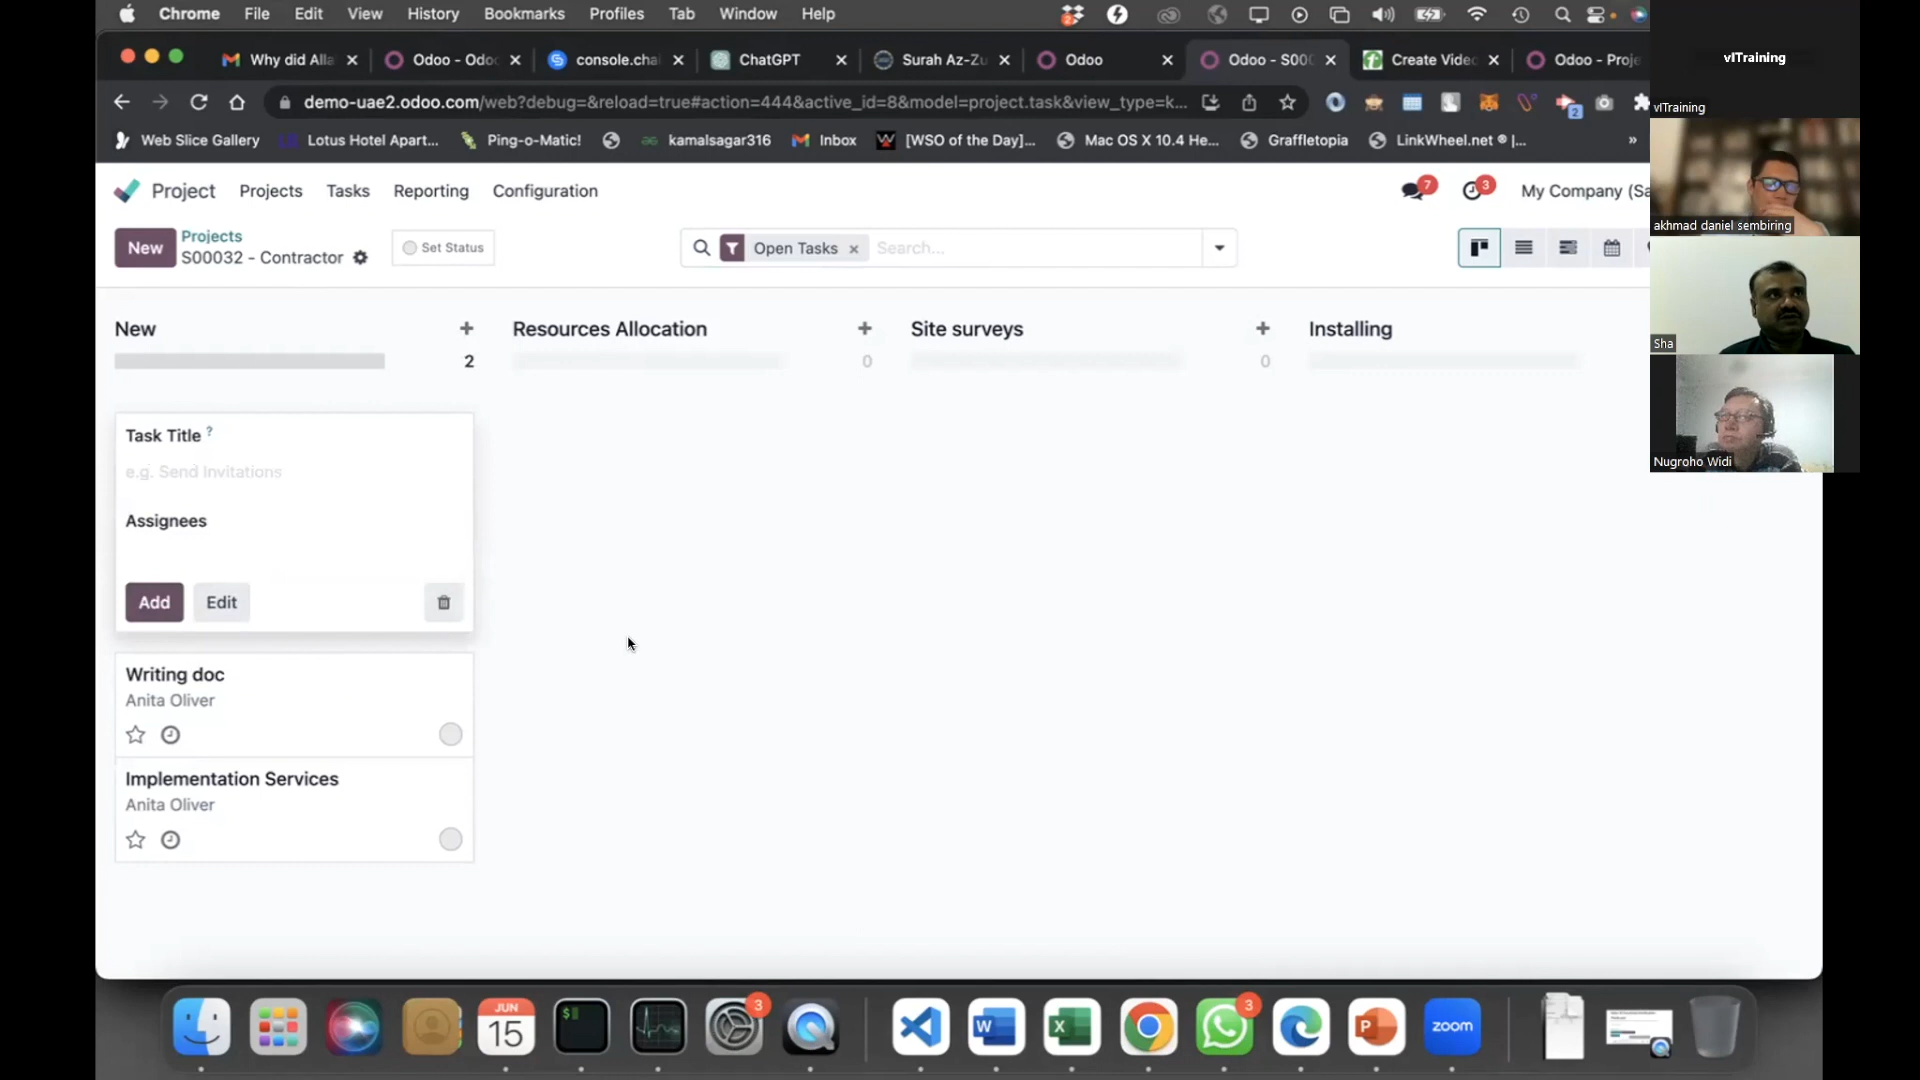 Chrome File Edit View History Bookmarks Profiles Tab Window Help
Odoo - Odoo
console.cha
ChatGPT
Surah Az-Zu
Odoo
Odoo - S000
Create Video
Odoo - Proje
Why did Alla
demo-uae2.odoo.com/web?debug=&reload=true#action=444&active_id=8&model=project.task&view_type=k...
2
Web Slice Gallery Lotus Hotel Apart... Ping-o-Matic! kamalsagar316 Inbox [WSO of the Day]... Mac OS X 10.4 He... Graffletopia LinkWheel.net ® |... »
Project Projects Tasks Reporting Configuration 7 3 My Company (Sa
New
Projects
S00032 - Contractor
Set Status
Open Tasks
Search...
New
2
Resources Allocation
0
Site surveys
0
Installing
Task Title ?
e.g. Send Invitations
Assignees
Add Edit
Writing doc
Anita Oliver
Implementation Services
Anita Oliver
vITraining
vITraining
akhmad daniel sembiring
Sha
Nugroho Widi
JUN
15
3
W
X
3
P
zoom